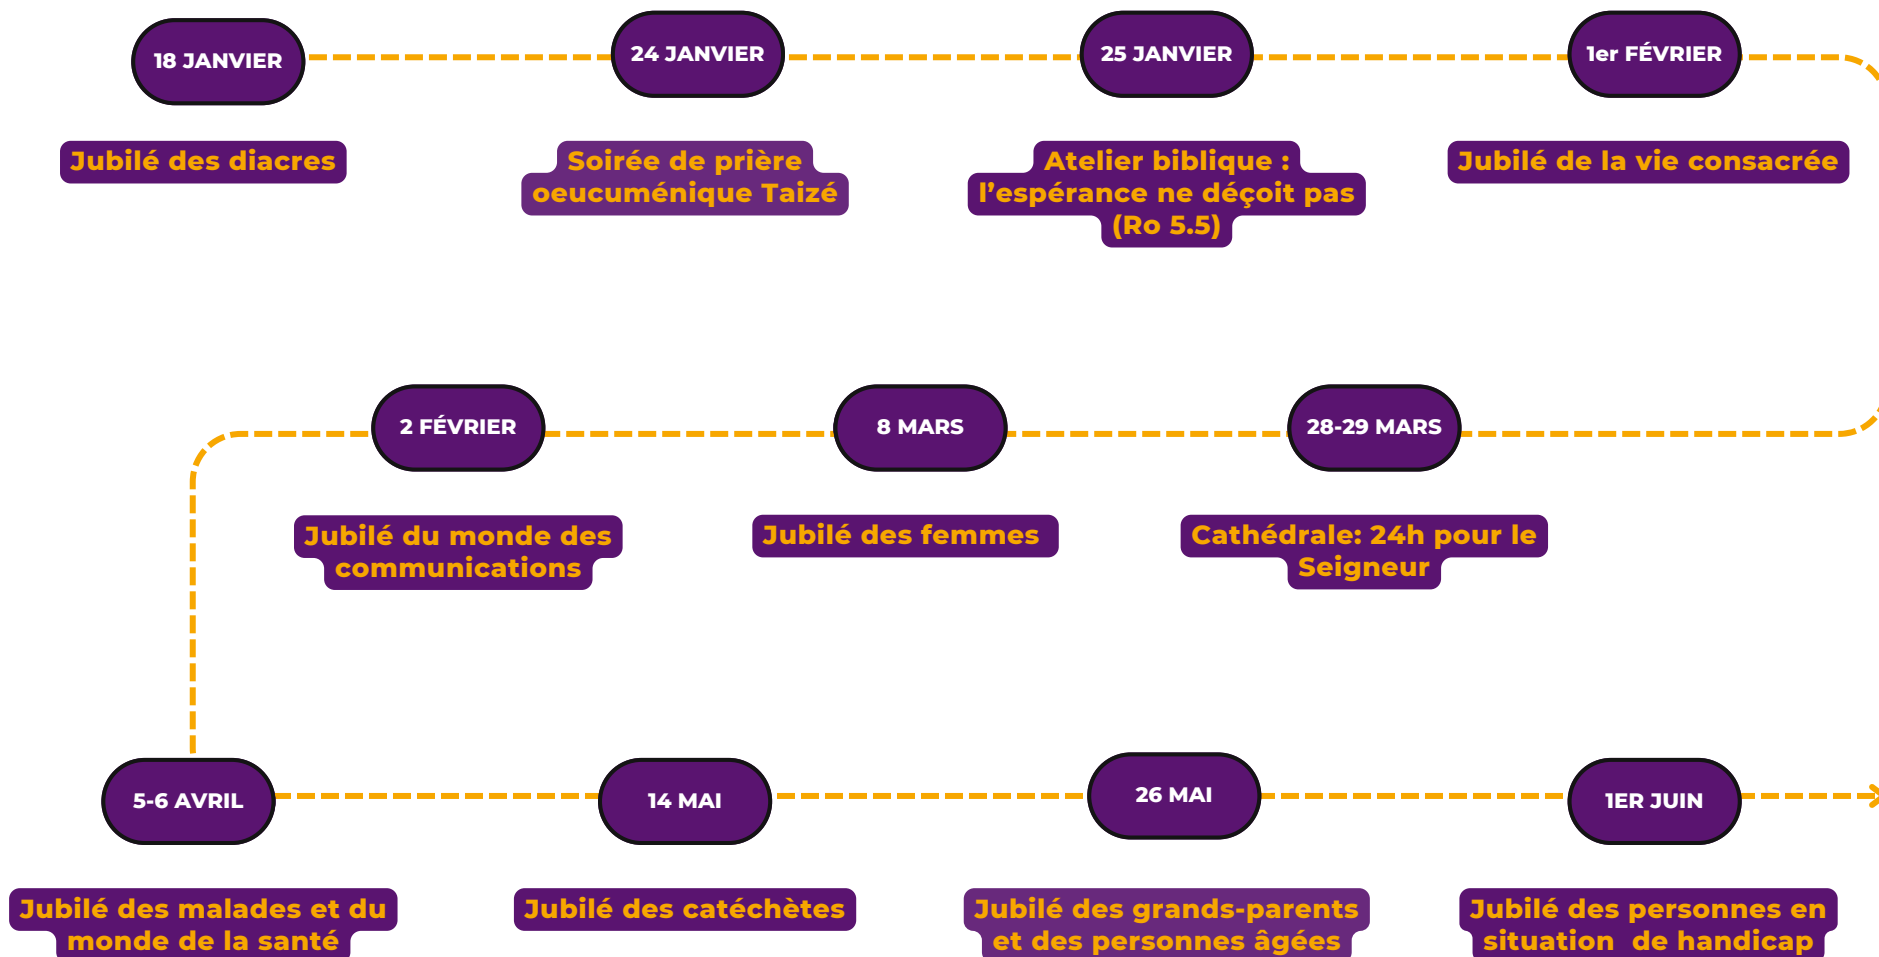 18 JANVIER
24 JANVIER
25 JANVIER
1er FÉVRIER
Jubilé des diacres
Soirée de prière
oeucuménique Taizé
Atelier biblique :
l’espérance ne déçoit pas
(Ro 5.5)
Jubilé de la vie consacrée
2 FÉVRIER
8 MARS
28-29 MARS
Jubilé du monde des
communications
Jubilé des femmes
Cathédrale: 24h pour le
Seigneur
5-6 AVRIL
14 MAI
26 MAI
1ER JUIN
Jubilé des malades et du
monde de la santé
Jubilé des catéchètes
Jubilé des grands-parents
et des personnes âgées
Jubilé des personnes en
situation  de handicap